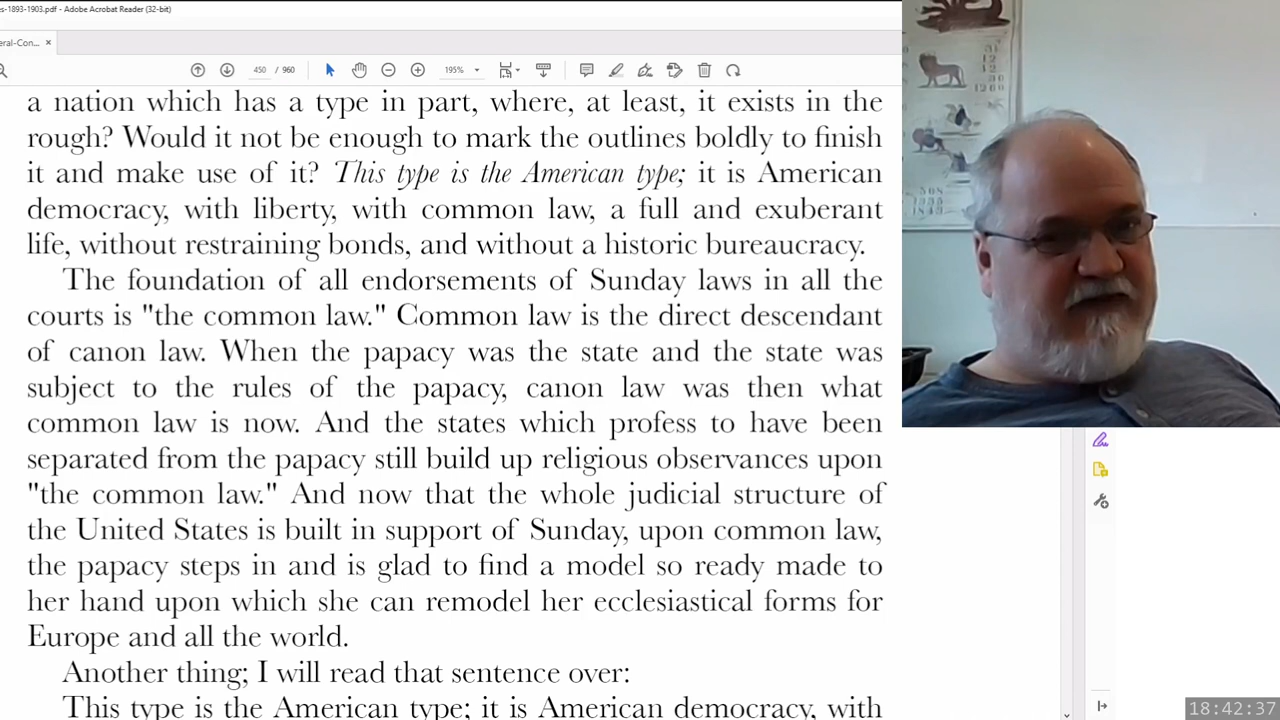 s-1893-1903.pdf - Adobe Acrobat Reader (32-bit)
eral-Con... ×
450 / 960
195%
a nation which has a type in part, where, at least, it exists in the
rough? Would it not be enough to mark the outlines boldly to finish
it and make use of it? This type is the American type; it is American
democracy, with liberty, with common law, a full and exuberant
life, without restraining bonds, and without a historic bureaucracy.
The foundation of all endorsements of Sunday laws in all the
courts is "the common law." Common law is the direct descendant
of canon law. When the papacy was the state and the state was
subject to the rules of the papacy, canon law was then what
common law is now. And the states which profess to have been
separated from the papacy still build up religious observances upon
"the common law." And now that the whole judicial structure of
the United States is built in support of Sunday, upon common law,
the papacy steps in and is glad to find a model so ready made to
her hand upon which she can remodel her ecclesiastical forms for
Europe and all the world.
Another thing; I will read that sentence over:
This type is the American type; it is American democracy, with
18:42:37